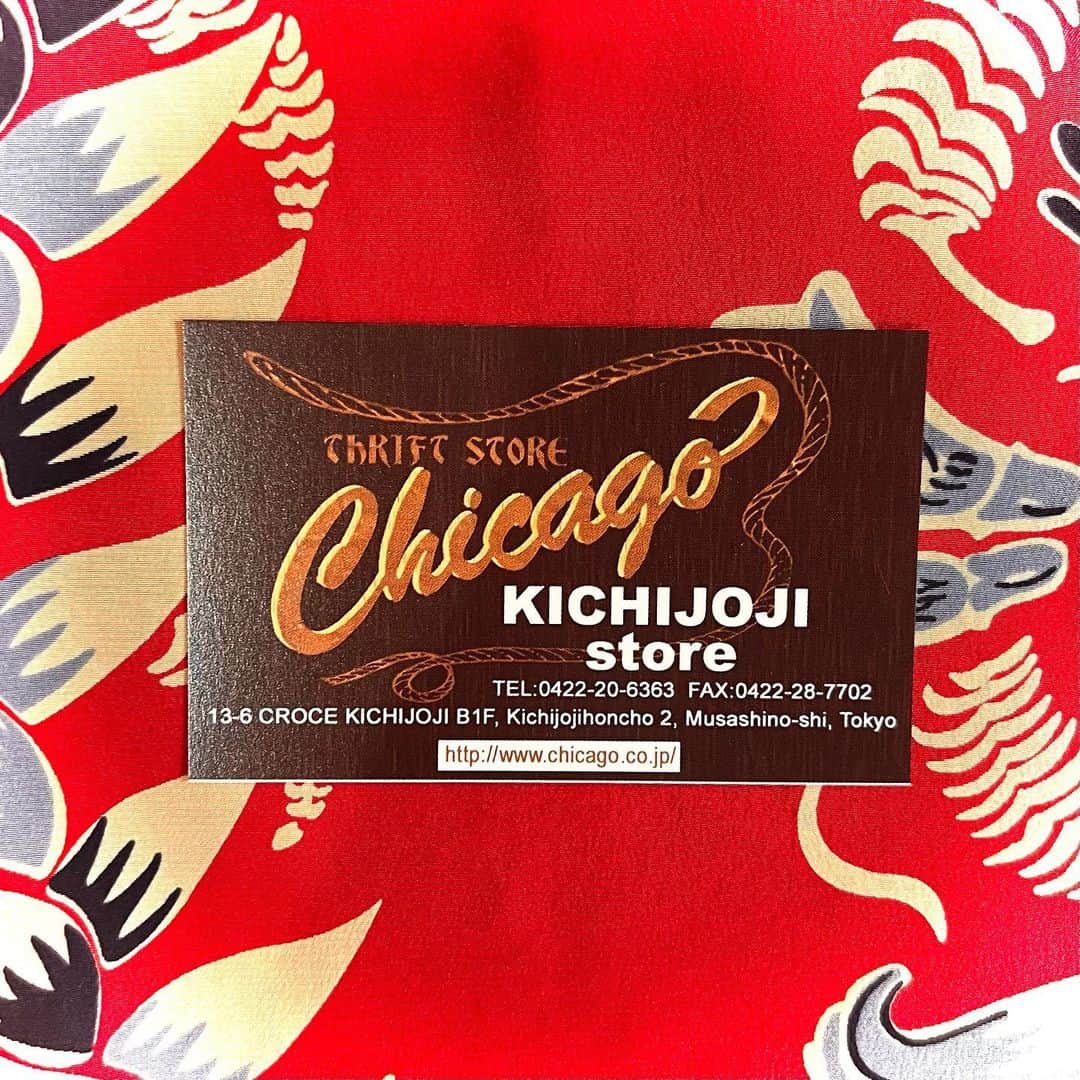 THRIFT STORE
Chicago
KICHIJOJI
store
TEL:0422-20-6363 FAX:0422-28-7702
13-6 CROCE KICHIJOJI B1F, Kichijojihoncho 2, Musashino-shi, Tokyo
http://www.chicago.co.jp/